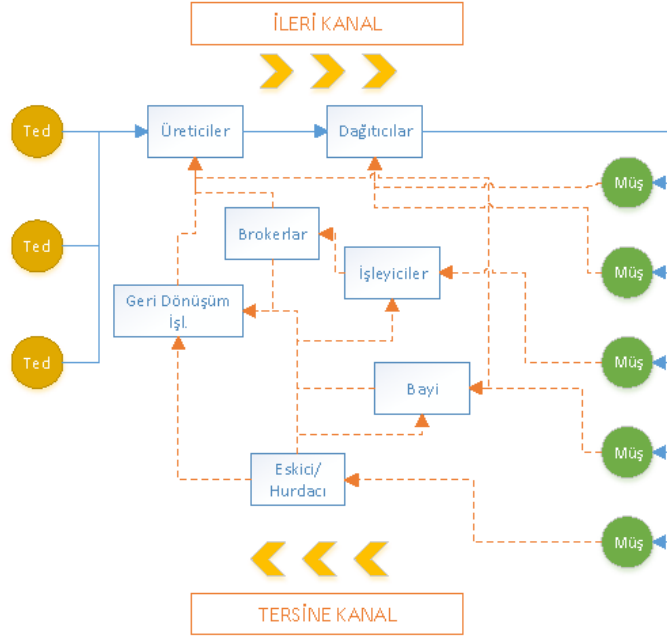 İLERİ KANAL
Ted
Üreticiler
Dağıtıcılar
Müş
Brokerlar
Ted
Müş
İşleyiciler
Geri Dönüşüm
İşl.
Ted
Müş
Bayi
Müş
Eskici/
Hurdacı
Müş
TERSİNE KANAL